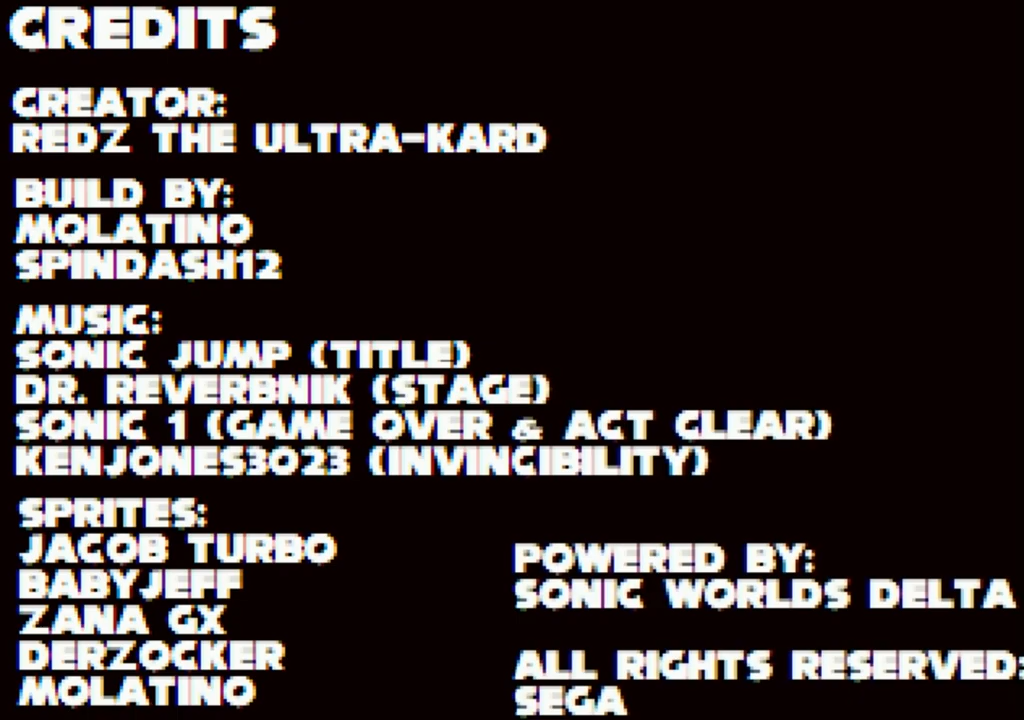 CREDITS
CREATOR:
REDZ THE ULTRA-KARD
BUILD BY:
MOLATINO
SPINDASH12
MUSIC:
SONIC JUMP (TITLE)
DR. REVERBNIK (STAGE)
SONIC 1 (GAME OVER & ACT CLEAR)
KENJONES3023 (INVINCIBILITY)
SPRITES:
JACOB TURBO
BABYJEFF
ZANA GX
DERZOCKER
MOLATINO
POWERED BY:
SONIC WORLDS DELTA
ALL RIGHTS RESERVED:
SEGA